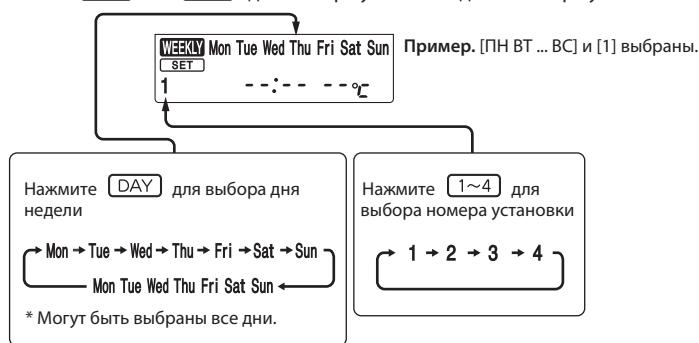 WEEKLY Mon Tue Wed Thu Fri Sat Sun
SET
1 --:-- --°C
Пример. [ПН ВТ ... ВС] и [1] выбраны.
Нажмите DAY для выбора дня
недели
Mon → Tue → Wed → Thu → Fri → Sat → Sun
Mon Tue Wed Thu Fri Sat Sun
* Могут быть выбраны все дни.
Нажмите 1~4 для
выбора номера установки
1 → 2 → 3 → 4